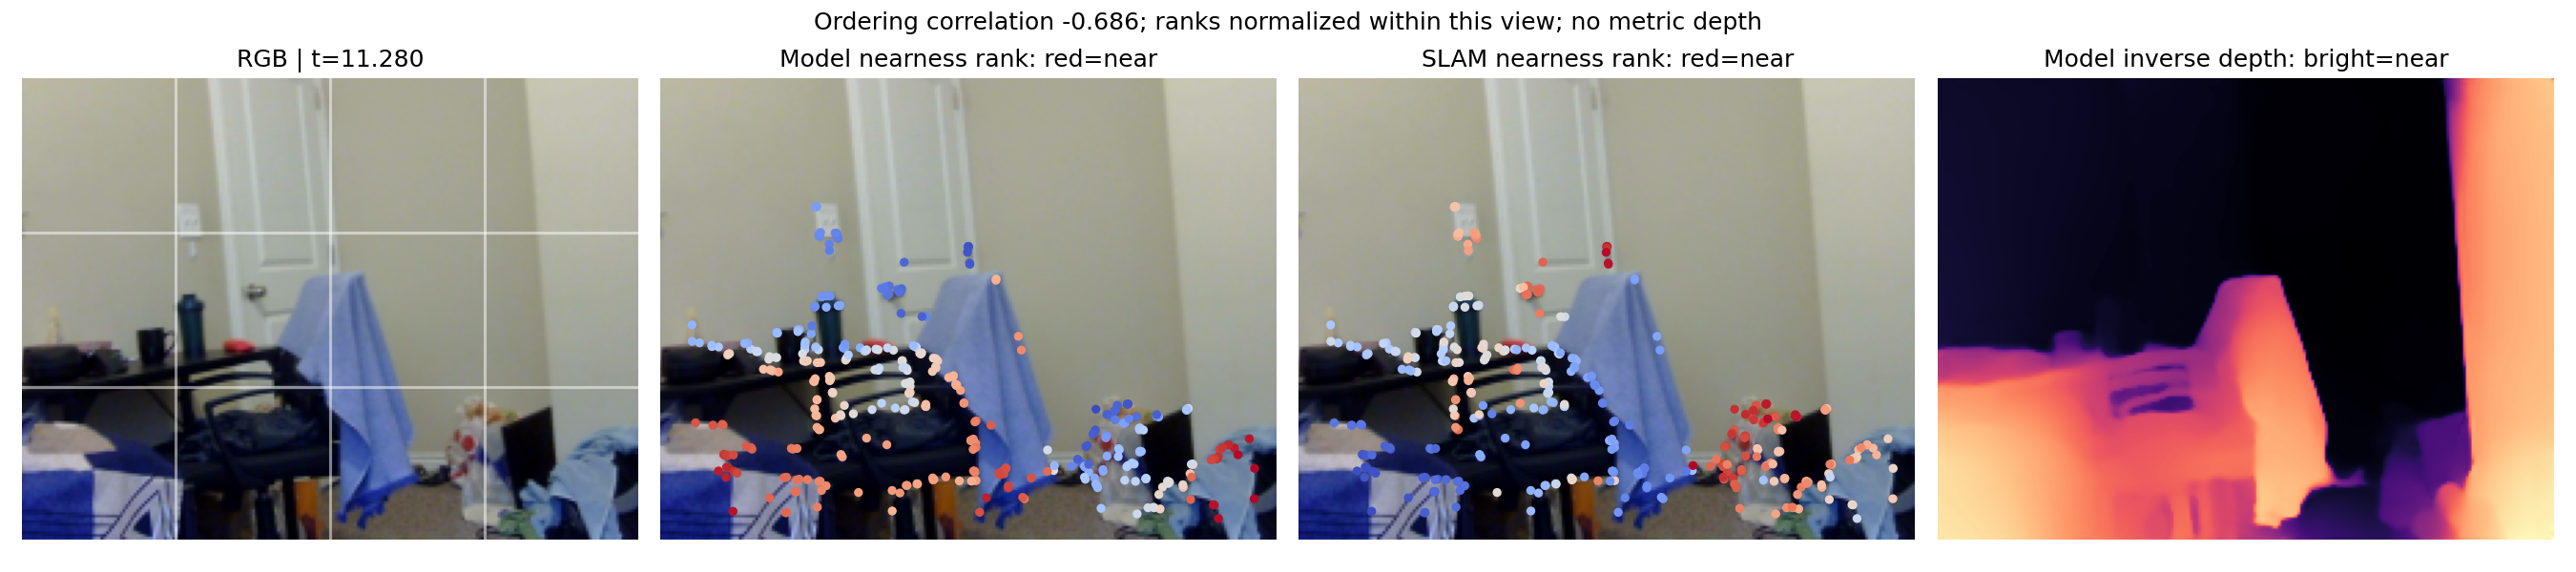 Ordering correlation -0.686; ranks normalized within this view; no metric depth
RGB | t=11.280
Model nearness rank: red=near
SLAM nearness rank: red=near
Model inverse depth: bright=near